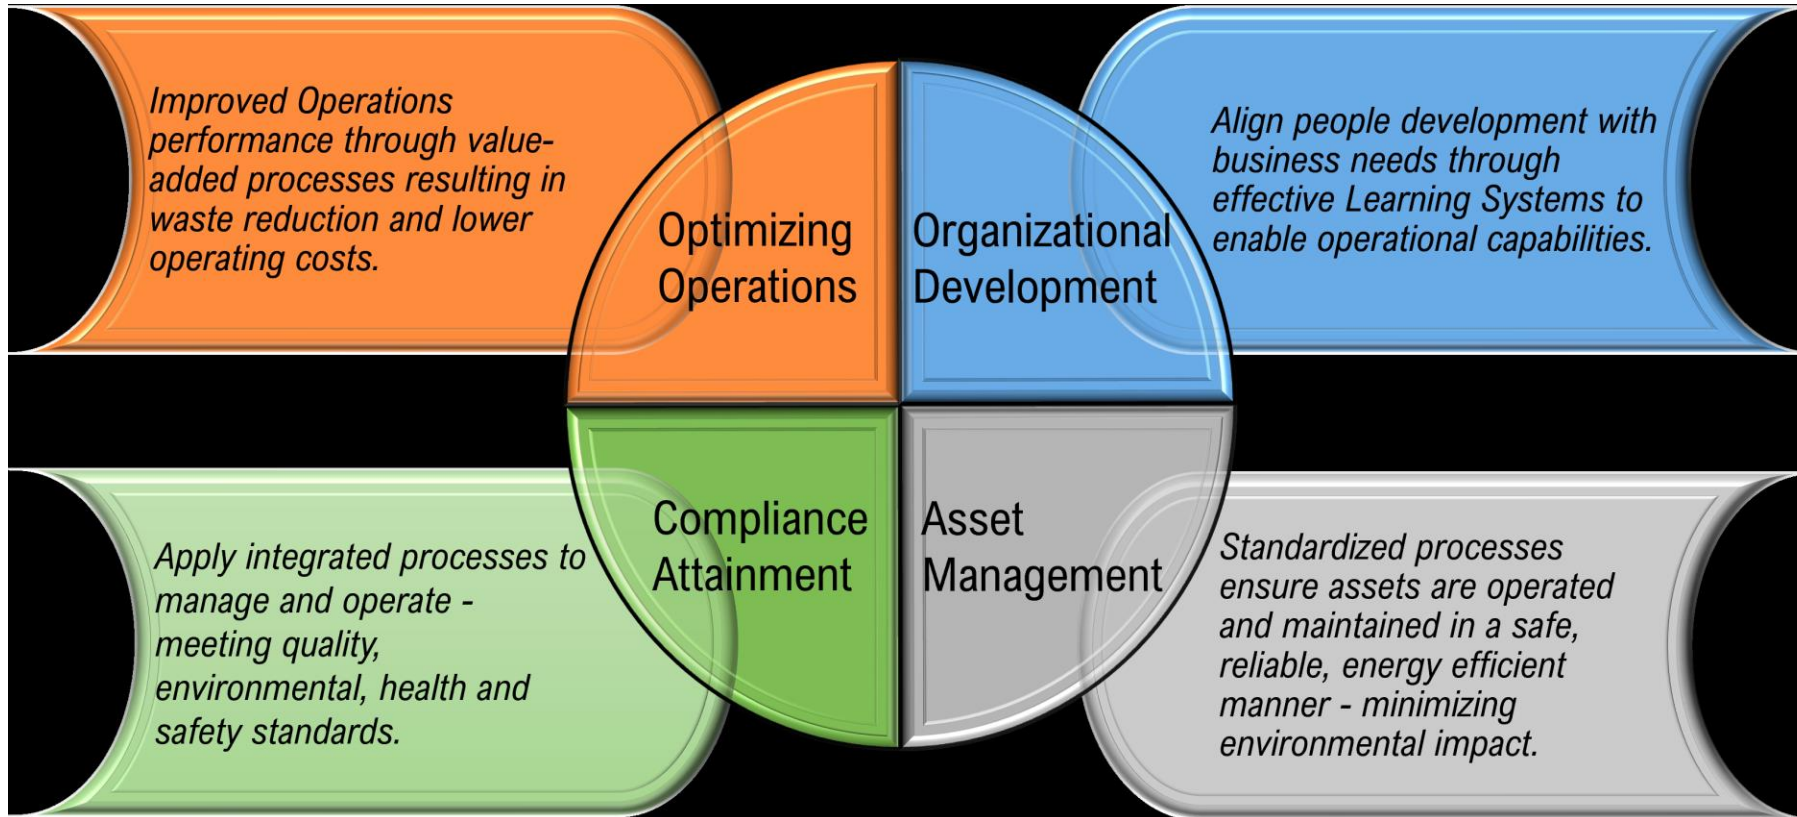 Improved Operations
performance through value-
added processes resulting in
waste reduction and lower
operating costs.
Optimizing
Operations
Organizational
Development
Align people development with
business needs through
effective Learning Systems to
enable operational capabilities.
Apply integrated processes to
manage and operate -
meeting quality,
environmental, health and
safety standards.
Compliance
Attainment
Asset
Management
Standardized processes
ensure assets are operated
and maintained in a safe,
reliable, energy efficient
manner - minimizing
environmental impact.